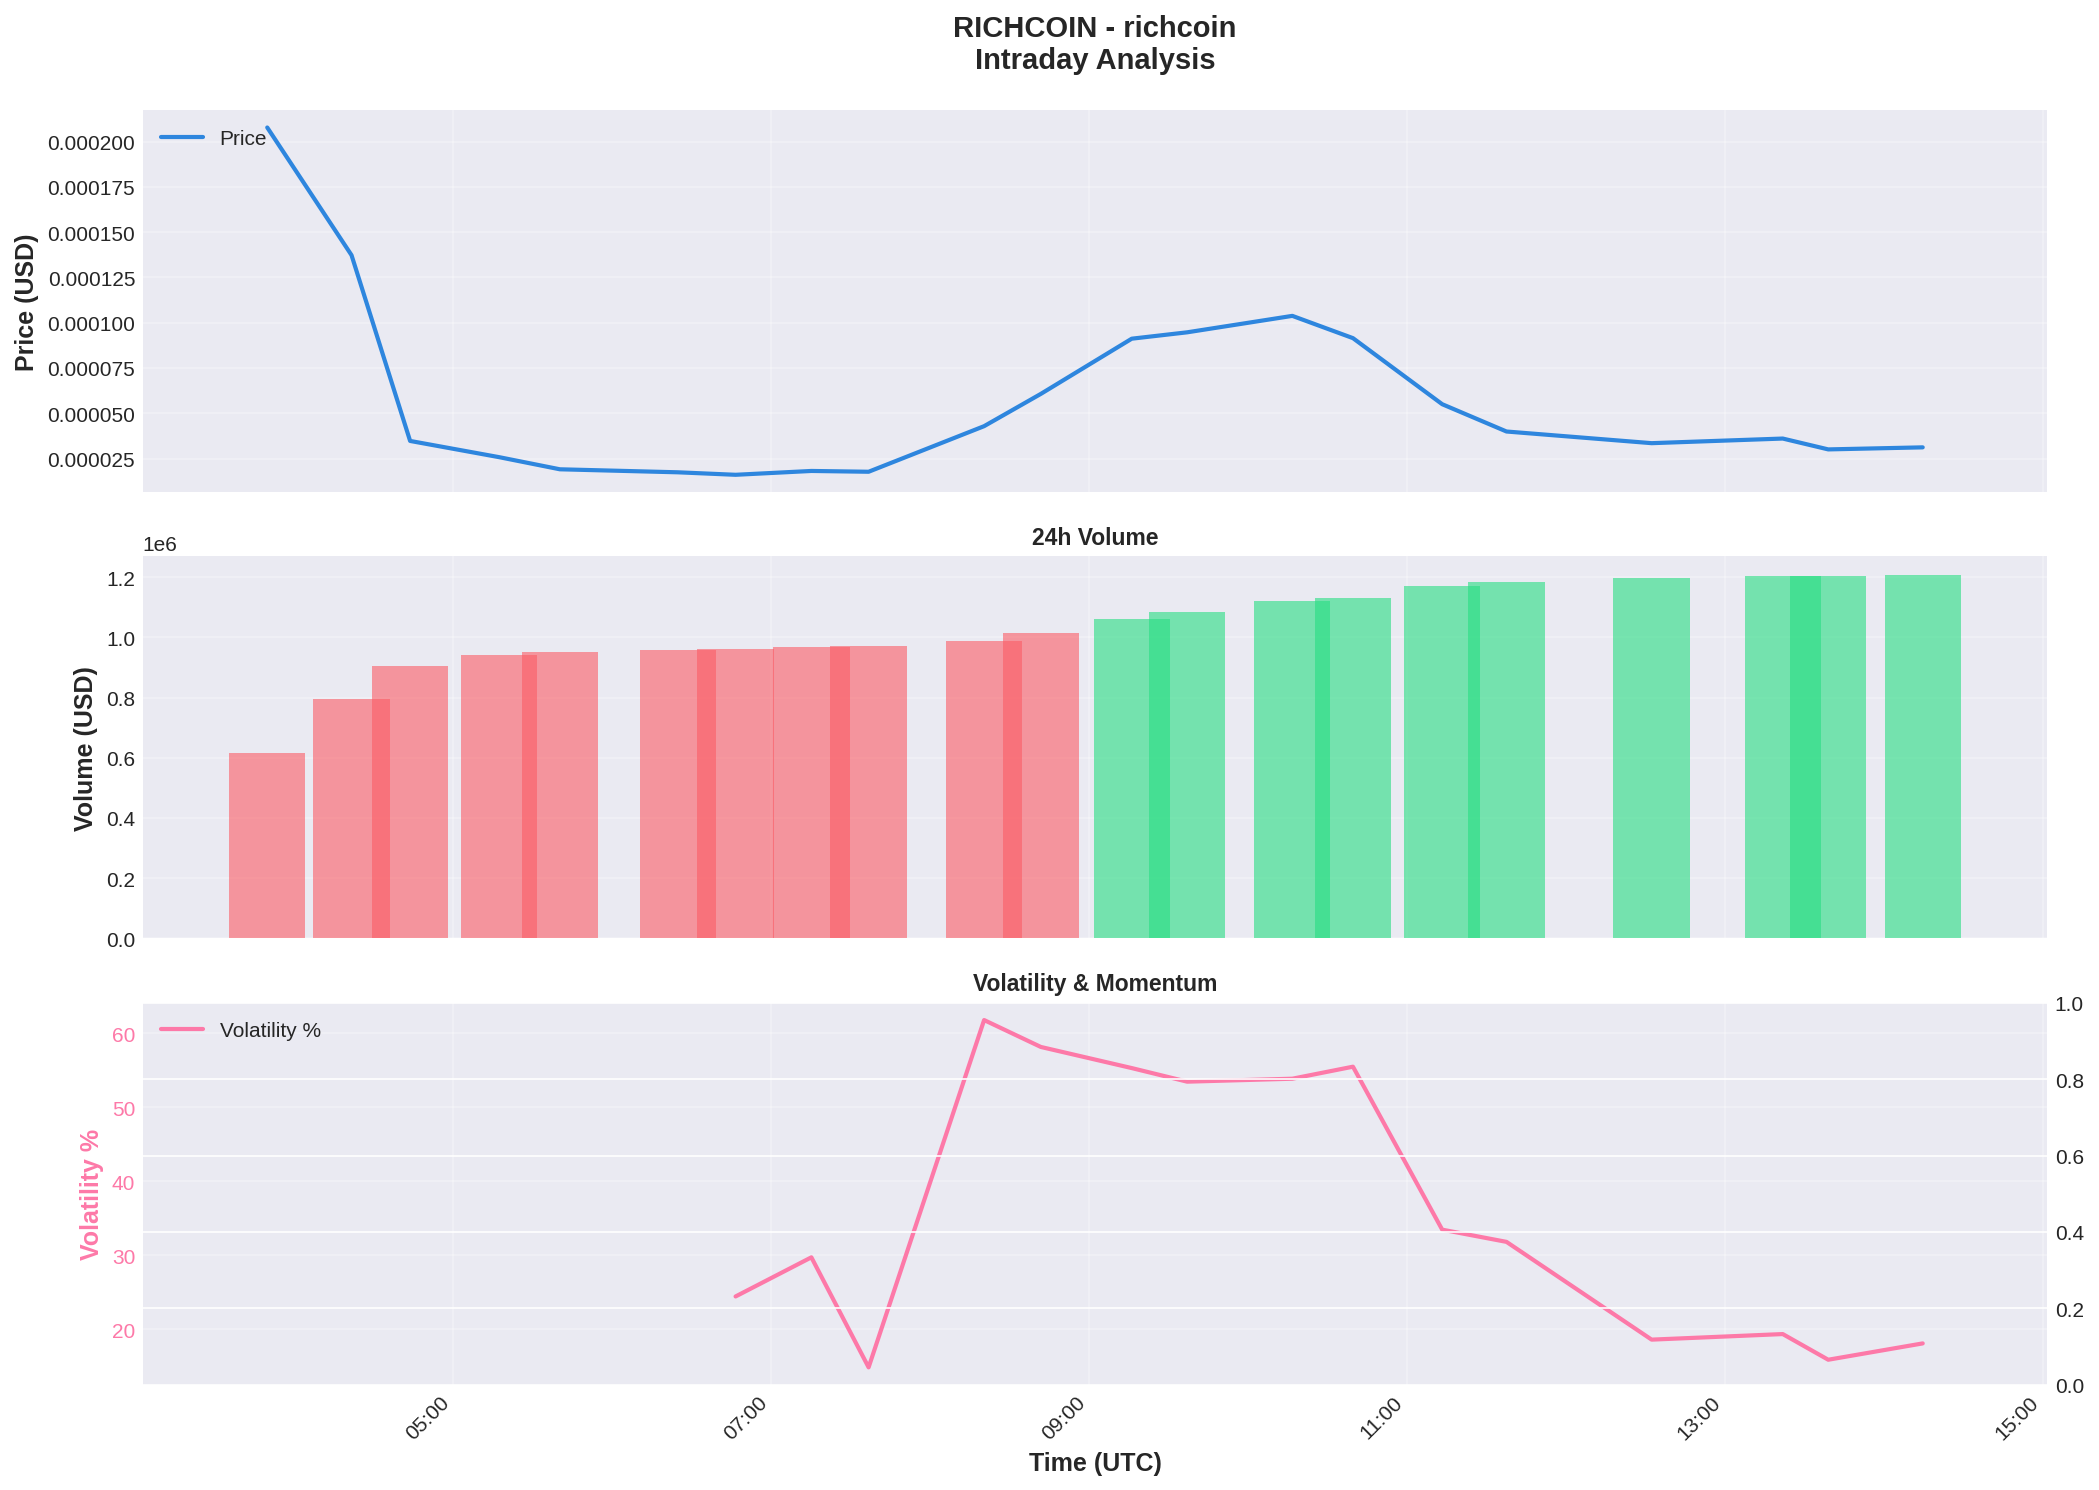 RICHCOIN - richcoin
Intraday Analysis
Price
0.000200
0.000175
0.000150
0.000125
0.000100
0.000075
0.000050
0.000025
Price (USD)
24h Volume
1e6
1.2
1.0
0.8
0.6
0.4
0.2
0.0
Volume (USD)
Volatility & Momentum
Volatility %
60
50
40
30
20
Volatility %
1.0
0.8
0.6
0.4
0.2
0.0
05:00
07:00
09:00
11:00
13:00
15:00
Time (UTC)